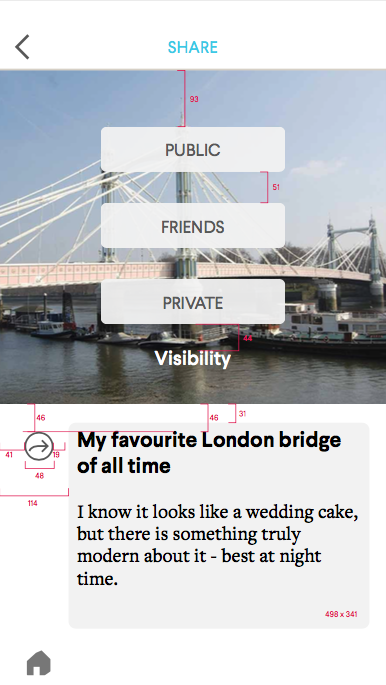 SHARE
93
PUBLIC
51
FRIENDS
PRIVATE
44
Visibility
46
46
31
41
19
48
114
My favourite London bridge
of all time
I know it looks like a wedding cake,
but there is something truly
modern about it - best at night
time.
498 x 341